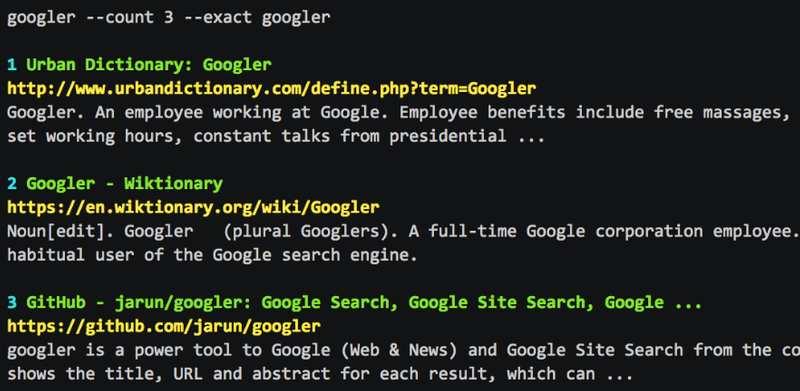 googler --count 3 --exact googler
1 Urban Dictionary: Googler
http://www.urbandictionary.com/define.php?term=Googler
Googler. An employee working at Google. Employee benefits include free massages,
set working hours, constant talks from presidential ...
2 Googler - Wiktionary
https://en.wiktionary.org/wiki/Googler
Noun[edit]. Googler (plural Googlers). A full-time Google corporation employee.
habitual user of the Google search engine.
3 GitHub - jarun/googler: Google Search, Google Site Search, Google ...
https://github.com/jarun/googler
googler is a power tool to Google (Web & News) and Google Site Search from the
shows the title, URL and abstract for each result, which can ...